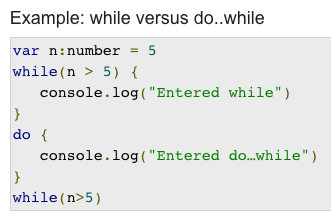 Example: while versus do..while
var n:number = 5
while(n > 5) {
   console.log("Entered while")
}
do {
   console.log("Entered do…while")
}
while(n>5)